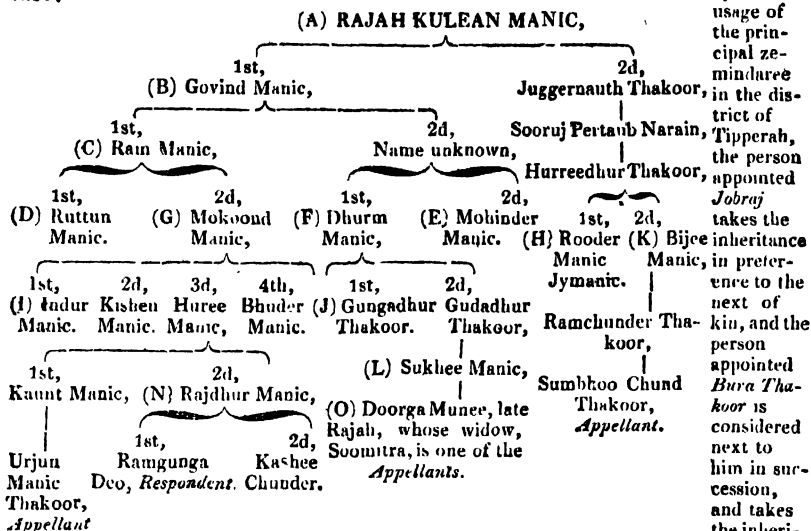 (A) RAJAH KULEAN MANIC,
1st, 2d,
(B) Govind Manic, Juggernauth Thakoor,
1st, 2d, Sooruj Pertaub Narain,
(C) Ram Manic, Name unknown,
Hurreedhur Thakoor,
1st, 2d, 1st, 2d,
(D) Ruttun (G) Mokoond (F) Dhurm (E) Mohinder 1st, 2d,
Manic. Manic, Manic, Manic. (H) Rooder (K) Bijee
Manic Manic,
Jymanic.
1st, 2d, 3d, 4th, 1st, 2d,
(I) Indur Kishen Huree Bhuder (J) Gungadhur Gudadhur
Manic. Manic. Manic, Manic. Thakoor. Thakoor,
Ramchunder Tha-
koor,
1st, 2d, (L) Sukhee Manic,
Kaunt Manic, (N) Rajdhur Manic, Sumbhoo Chund
Thakoor,
Appellant.
(O) Doorga Munee, late
Rajah, whose widow,
Soomitra, is one of the
Appellants.
1st, 2d,
Urjun Ramgunga Kashee
Manic Deo, Respondent. Chunder.
Thakoor,
Appellant
usage of
the prin-
cipal ze-
mindaree
in the dis-
trict of
Tipperah,
the person
appointed
Jobraj
takes the
inheritance
in prefer-
ence to the
next of
kin, and the
person
appointed
Bura Tha-
koor is
considered
next to
him in suc-
cession,
and takes
the inheri-